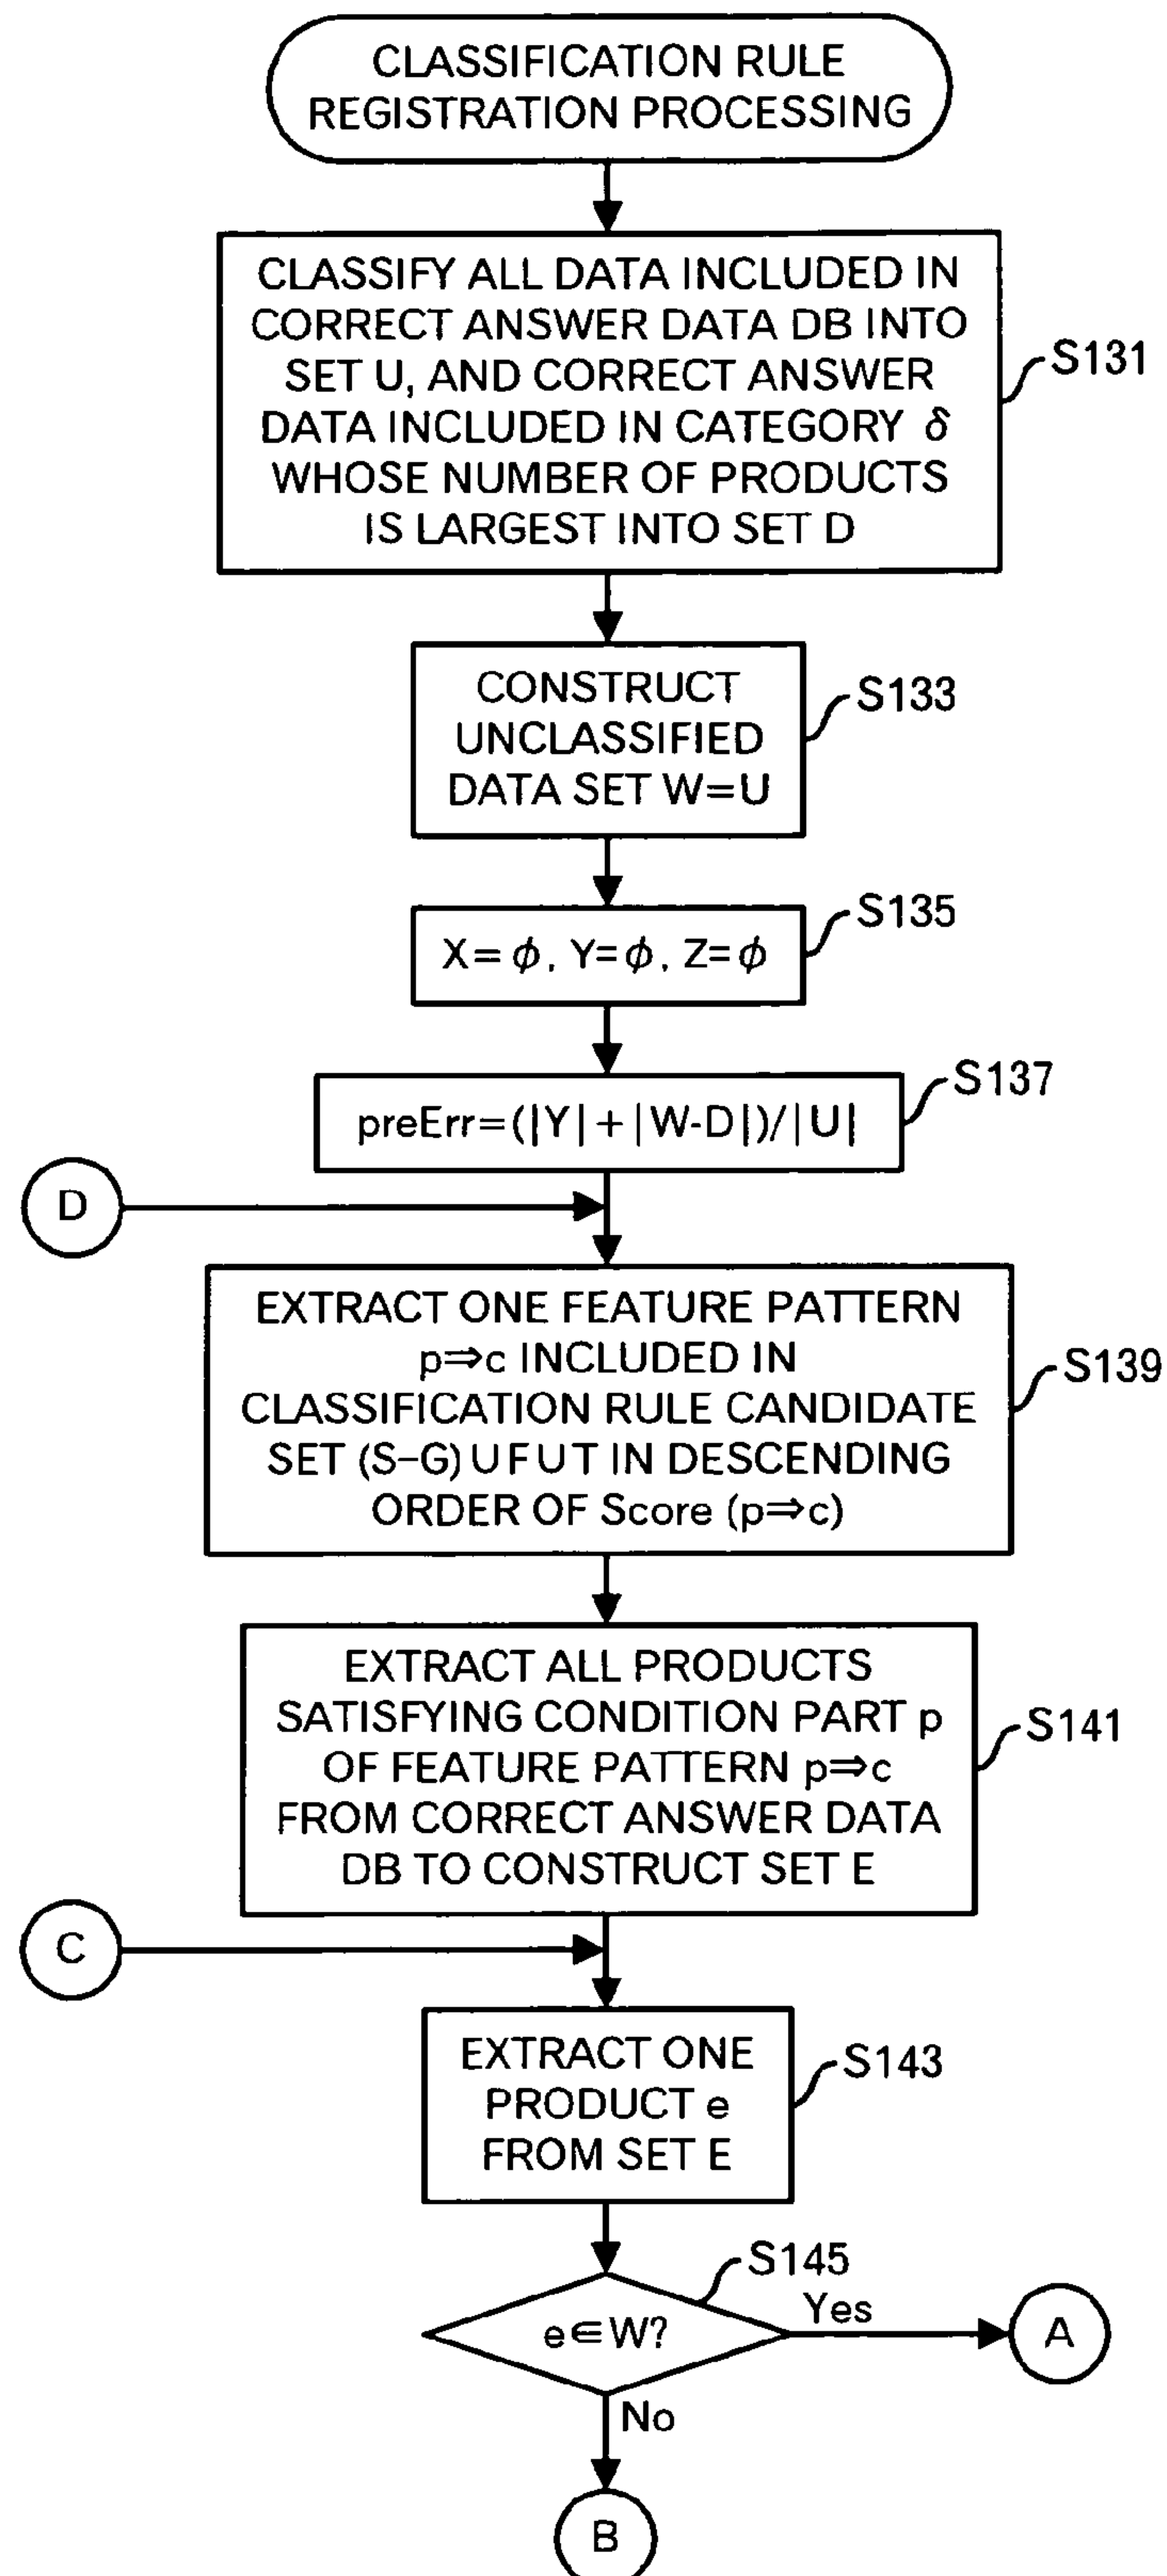 CLASSIFICATION RULE
REGISTRATION PROCESSING
CLASSIFY ALL DATA INCLUDED IN
CORRECT ANSWER DATA DB INTO
SET U, AND CORRECT ANSWER
DATA INCLUDED IN CATEGORY δ
WHOSE NUMBER OF PRODUCTS
IS LARGEST INTO SET D
S131
CONSTRUCT
UNCLASSIFIED
DATA SET W=U
S133
X=ϕ, Y=ϕ, Z=ϕ
S135
preErr=(|Y|+|W-D|)/|U|
S137
D
EXTRACT ONE FEATURE PATTERN
p⇒c INCLUDED IN
CLASSIFICATION RULE CANDIDATE
SET (S-G)UFUT IN DESCENDING
ORDER OF Score (p⇒c)
S139
EXTRACT ALL PRODUCTS
SATISFYING CONDITION PART p
OF FEATURE PATTERN p⇒c
FROM CORRECT ANSWER DATA
DB TO CONSTRUCT SET E
S141
C
EXTRACT ONE
PRODUCT e
FROM SET E
S143
S145
e∈W?
Yes
A
No
B